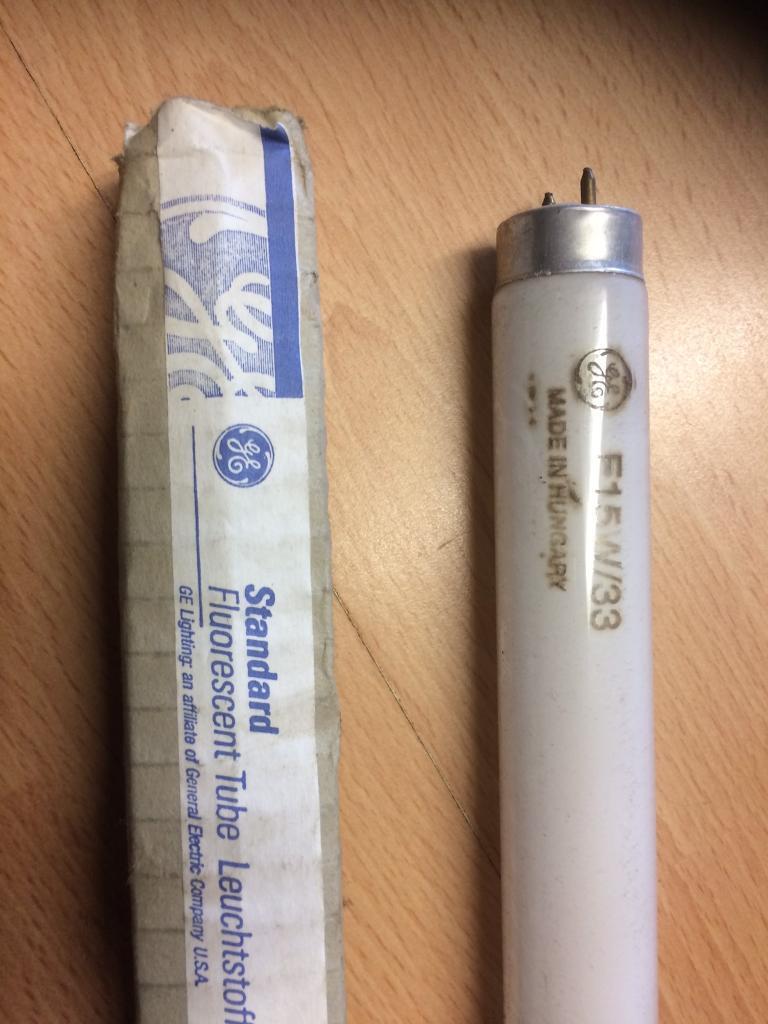 GE
Standard
Fluorescent Tube Leuchtstoff
GE Lighting: an affiliate of General Electric Company U.S.A.
GE
F15W/33
MADE IN HUNGARY